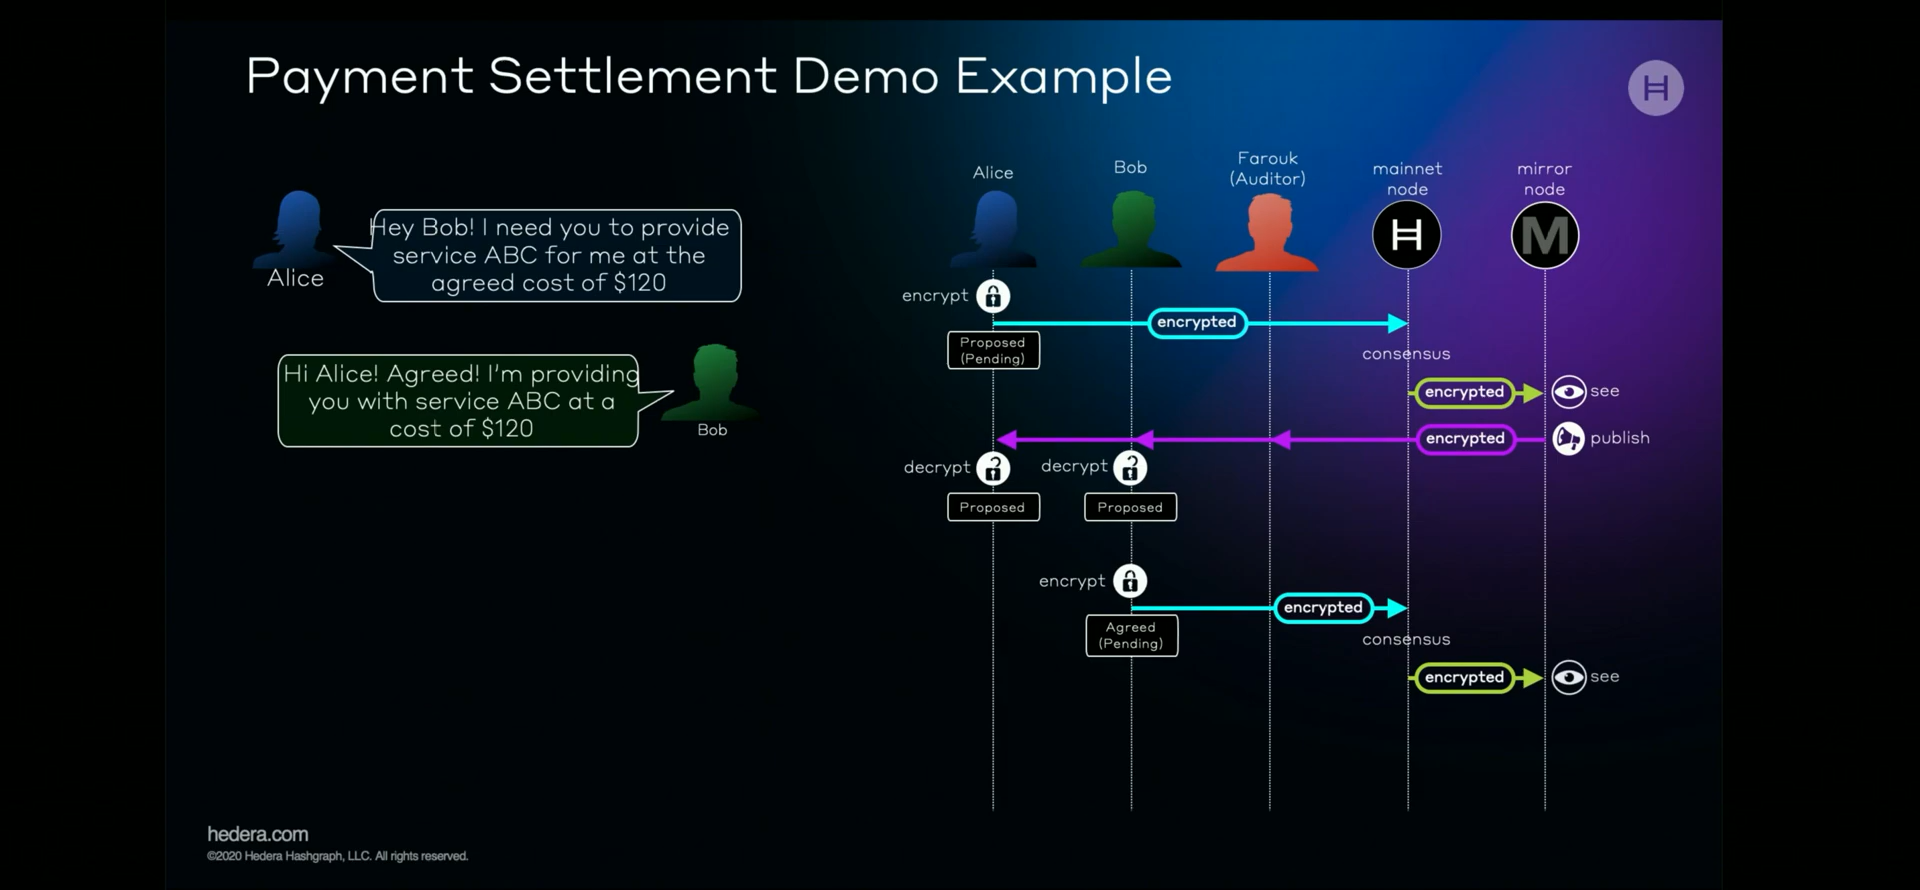 Payment Settlement Demo Example
Hey Bob! I need you to provide
service ABC for me at the
agreed cost of $120
Alice
Hi Alice! Agreed! I'm providing
you with service ABC at a
cost of $120
Bob
Alice
Bob
Farouk
(Auditor)
mainnet
node
mirror
node
H
M
encrypt
encrypted
Proposed
(Pending)
consensus
encrypted
see
encrypted
publish
decrypt
decrypt
Proposed
Proposed
encrypt
encrypted
Agreed
(Pending)
consensus
encrypted
see
hedera.com
©2020 Hedera Hashgraph, LLC. All rights reserved.